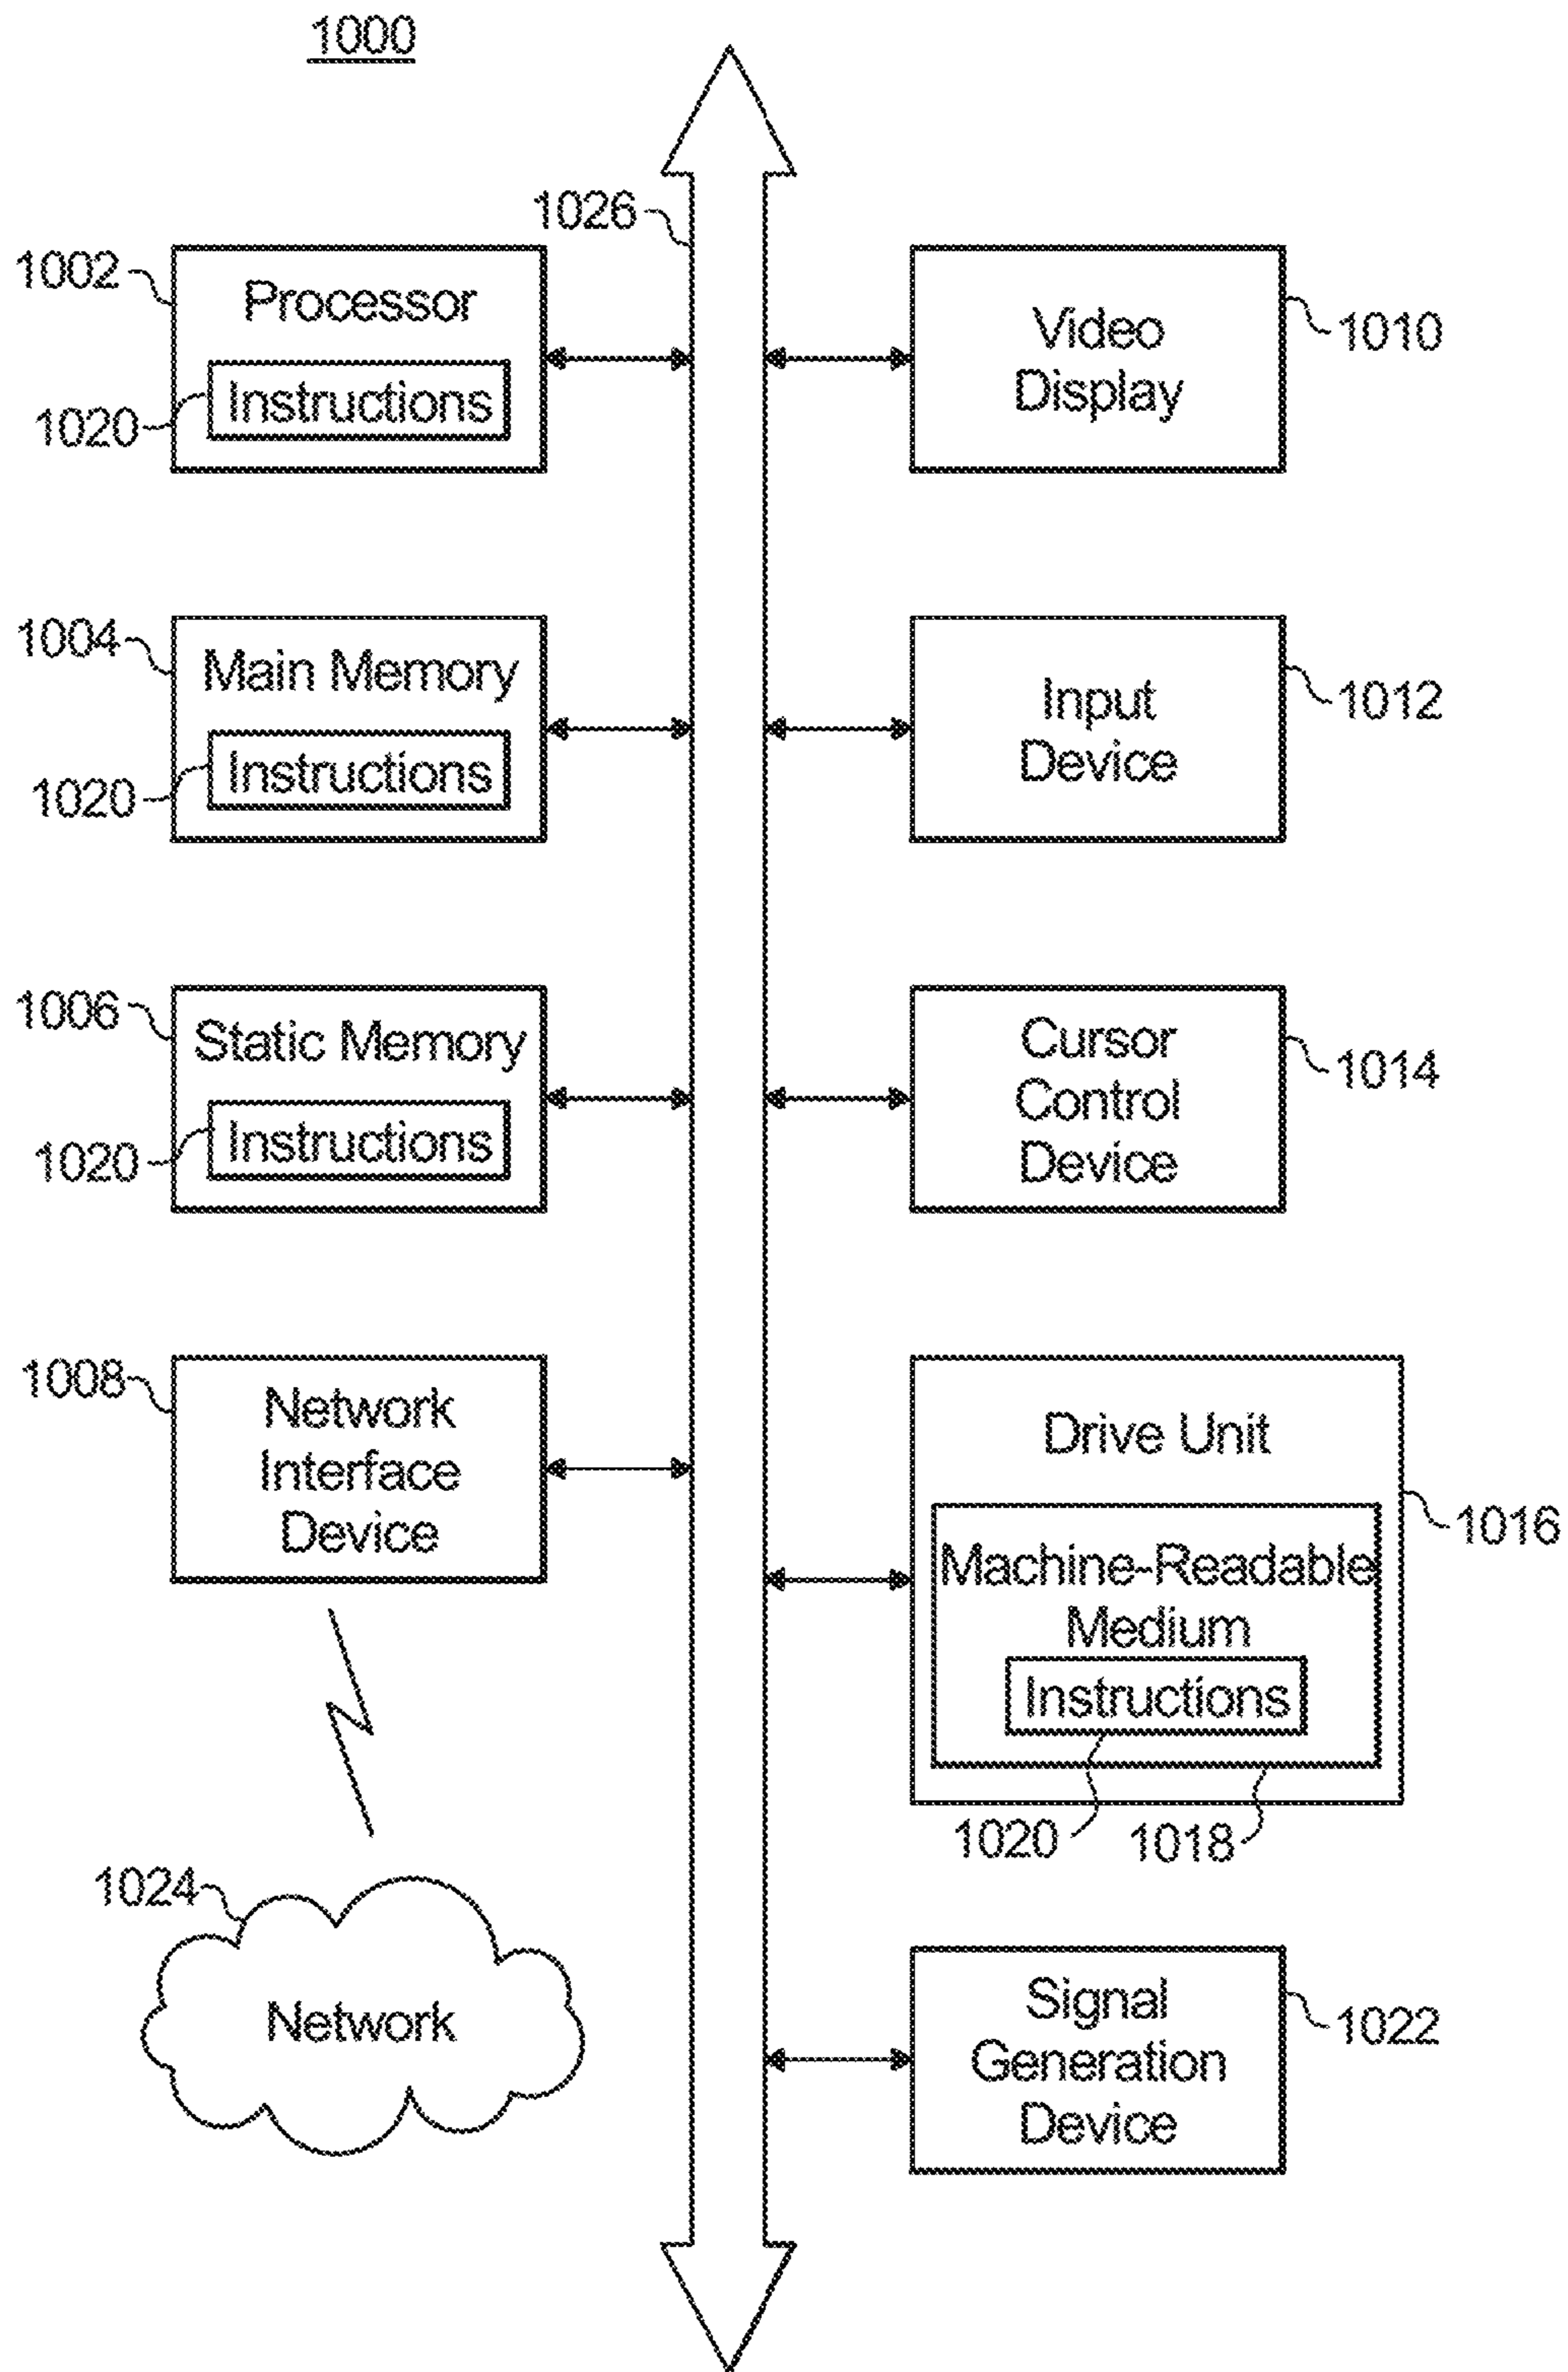 1000
1026
1002
Processor
Instructions
1020
Video
Display
1010
1004
Main Memory
Instructions
1020
Input
Device
1012
1006
Static Memory
Instructions
1020
Cursor
Control
Device
1014
1008
Network
Interface
Device
Drive Unit
1016
Machine-Readable
Medium
Instructions
1020
1018
1024
Network
Signal
Generation
Device
1022